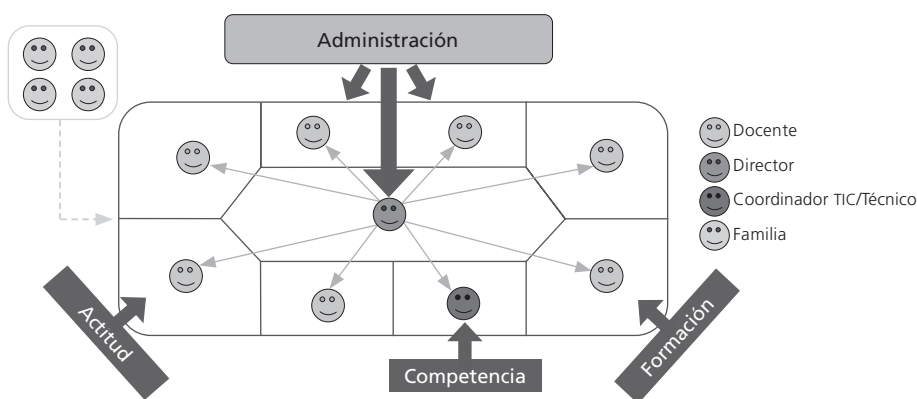 Administración
Docente
Director
Coordinador TIC/Técnico
Familia
Actitud
Formación
Competencia